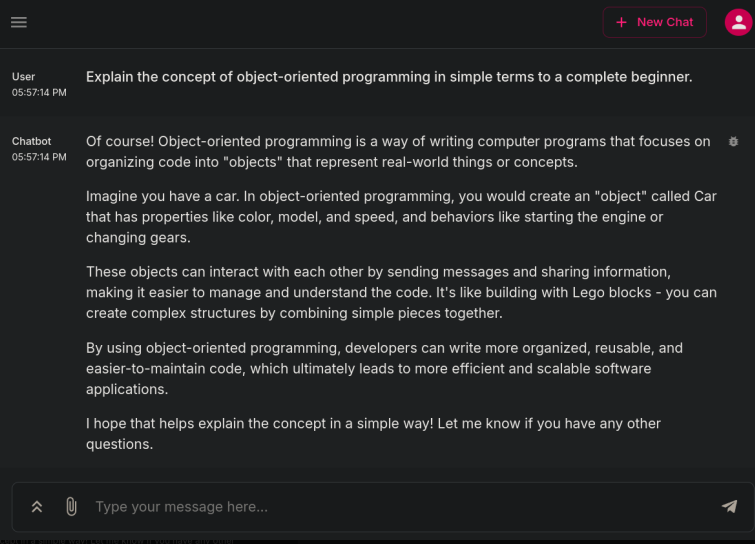 New Chat
User
05:57:14 PM
Explain the concept of object-oriented programming in simple terms to a complete beginner.
Chatbot
05:57:14 PM
Of course! Object-oriented programming is a way of writing computer programs that focuses on
organizing code into "objects" that represent real-world things or concepts.
Imagine you have a car. In object-oriented programming, you would create an "object" called Car
that has properties like color, model, and speed, and behaviors like starting the engine or
changing gears.
These objects can interact with each other by sending messages and sharing information,
making it easier to manage and understand the code. It's like building with Lego blocks - you can
create complex structures by combining simple pieces together.
By using object-oriented programming, developers can write more organized, reusable, and
easier-to-maintain code, which ultimately leads to more efficient and scalable software
applications.
I hope that helps explain the concept in a simple way! Let me know if you have any other
questions.
Type your message here...